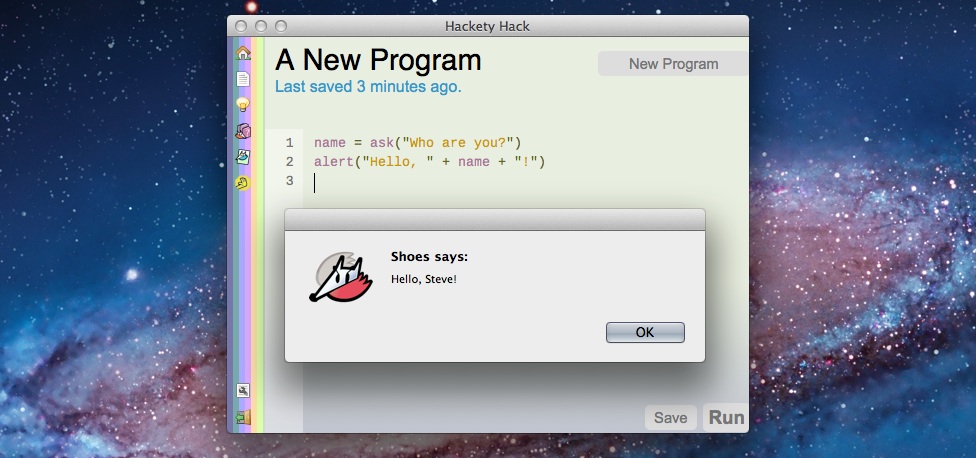 Hackety Hack
A New Program
New Program
Last saved 3 minutes ago.
1 name = ask("Who are you?")
2 alert("Hello, " + name + "!")
3
Shoes says:
Hello, Steve!
OK
Save Run